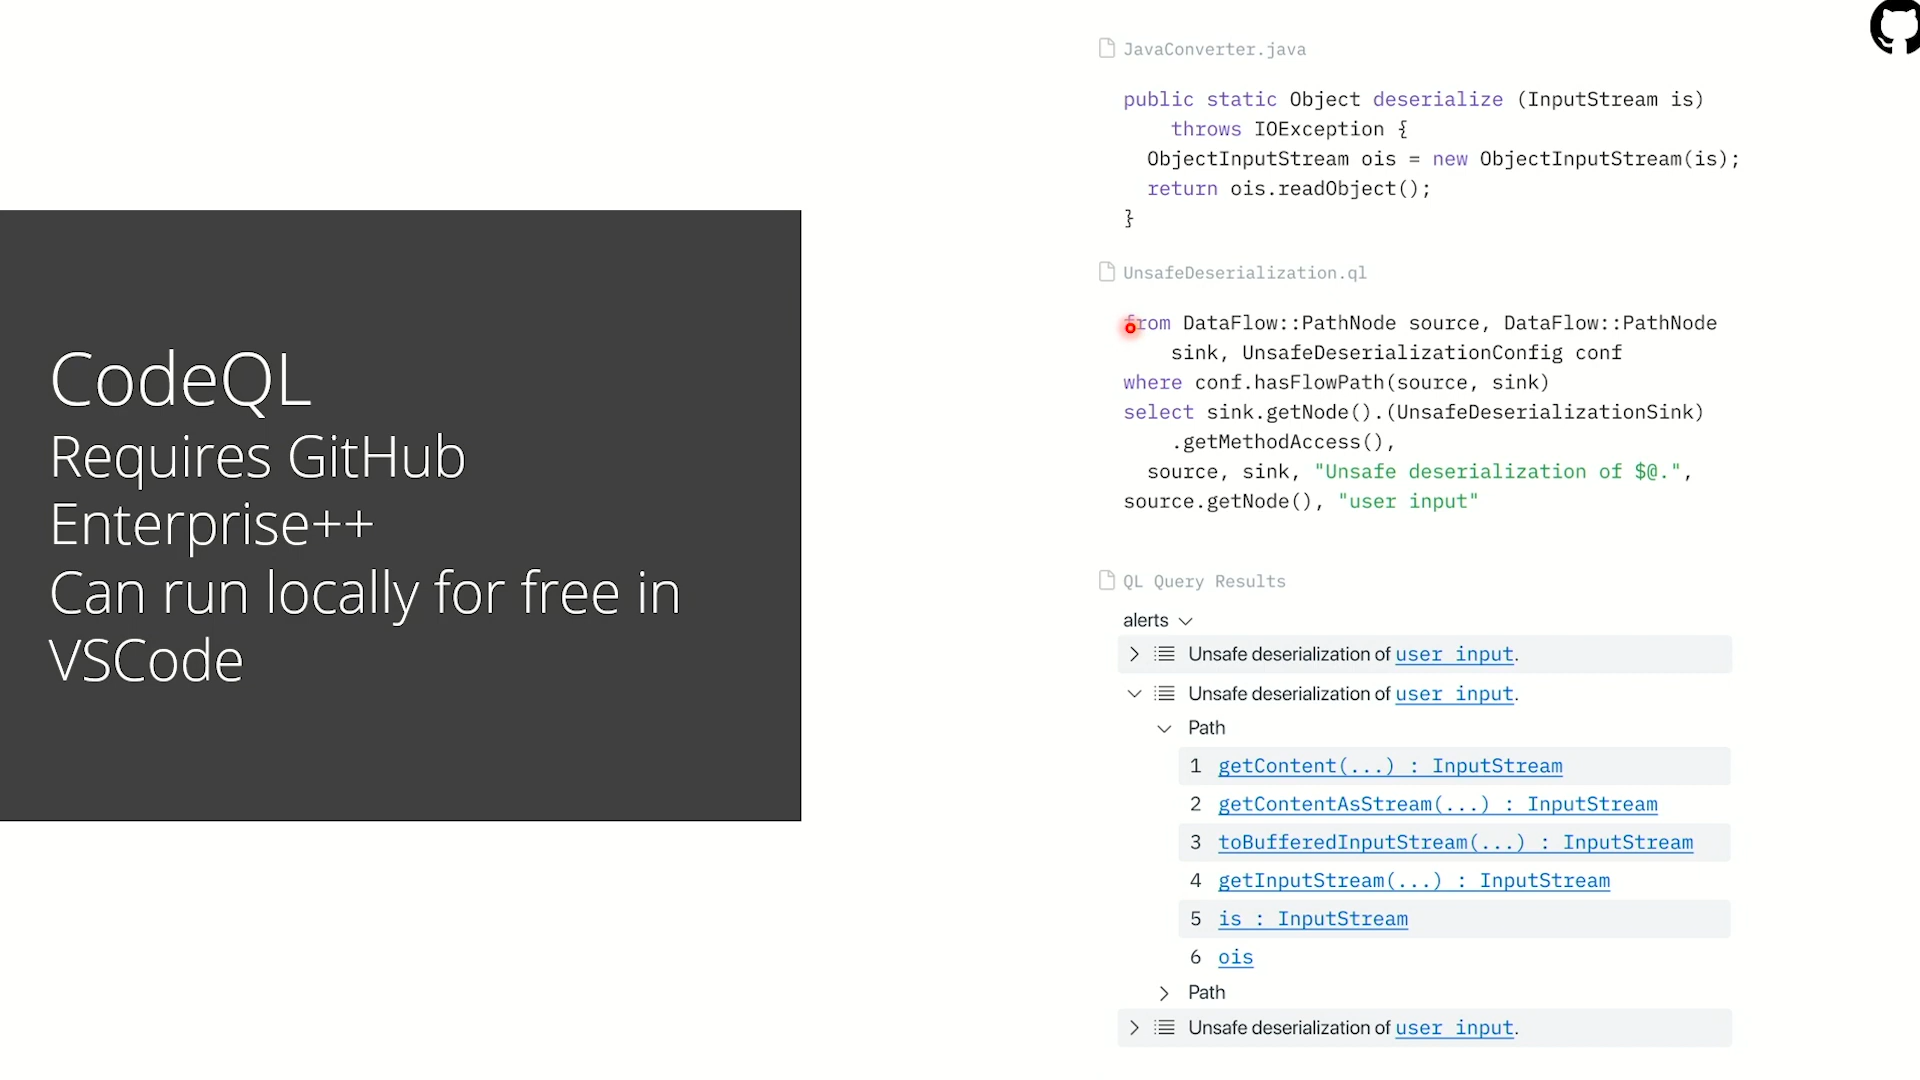 CodeQL
Requires GitHub
Enterprise++
Can run locally for free in
VSCode
JavaConverter.java
public static Object deserialize (InputStream is)
throws IOException {
ObjectInputStream ois = new ObjectInputStream(is);
return ois.readObject();
}
UnsafeDeserialization.ql
from DataFlow::PathNode source, DataFlow::PathNode
sink, UnsafeDeserializationConfig conf
where conf.hasFlowPath(source, sink)
select sink.getNode().(UnsafeDeserializationSink)
.getMethodAccess(),
source, sink, "Unsafe deserialization of $@.",
source.getNode(), "user input"
QL Query Results
alerts
Unsafe deserialization of user input.
Unsafe deserialization of user input.
Path
1 getContent(...) : InputStream
2 getContentAsStream(...) : InputStream
3 toBufferedInputStream(...) : InputStream
4 getInputStream(...) : InputStream
5 is : InputStream
6 ois
Path
Unsafe deserialization of user input.